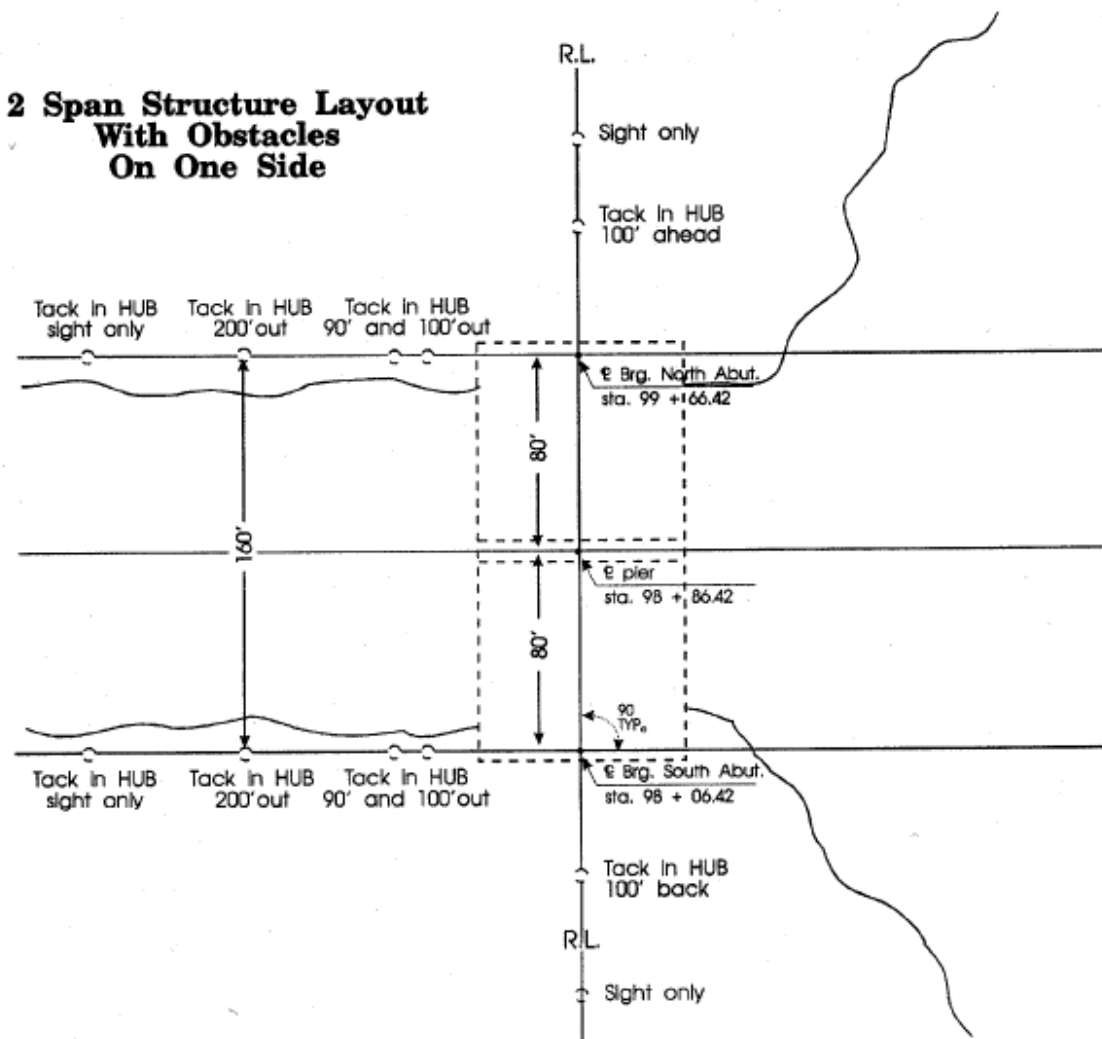 2 Span Structure Layout
With Obstacles
On One Side
R.L.
Sight only
Tack in HUB
100' ahead
Tack in HUB
sight only
Tack in HUB
200'out
Tack in HUB
90' and 100'out
℄ Brg. North Abut.
sta. 99 + 66.42
80'
160'
℄ pier
sta. 98 + 86.42
80'
90
TYP.
℄ Brg. South Abut.
sta. 98 + 06.42
Tack in HUB
sight only
Tack in HUB
200'out
Tack in HUB
90' and 100'out
Tack in HUB
100' back
R.L.
Sight only